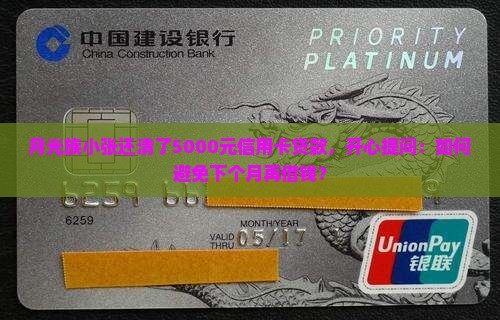 中国建设银行
China Construction Bank
PRIORITY
PLATINUM
月光族小张还清了5000元信用卡贷款，开心提问：如何
避免下个月再借钱？
6259
6259
MONTH/YEAR
VALID THRU 05/17
UnionPay
银联